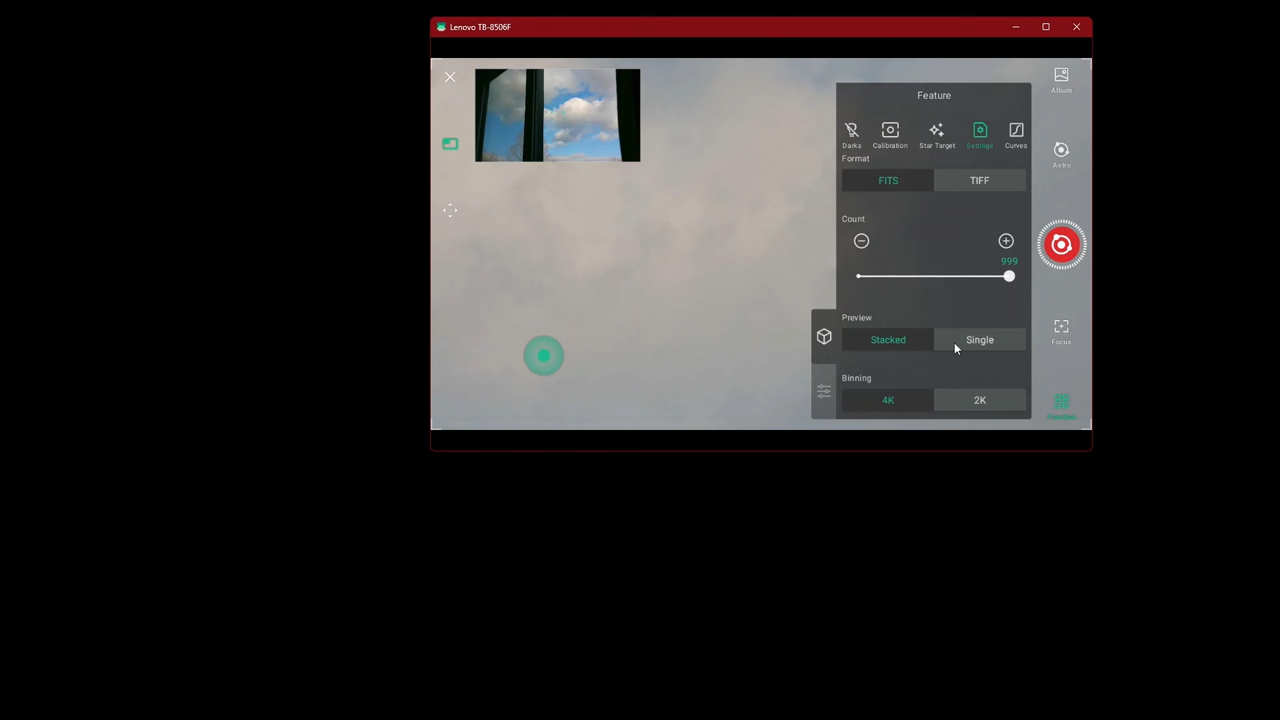 Lenovo TB-8506F
Album
Feature
Darks
Calibration
Star Target
Settings
Curves
Astro
Format
FITS
TIFF
Count
999
Preview
Stacked
Single
Focus
Binning
4K
2K